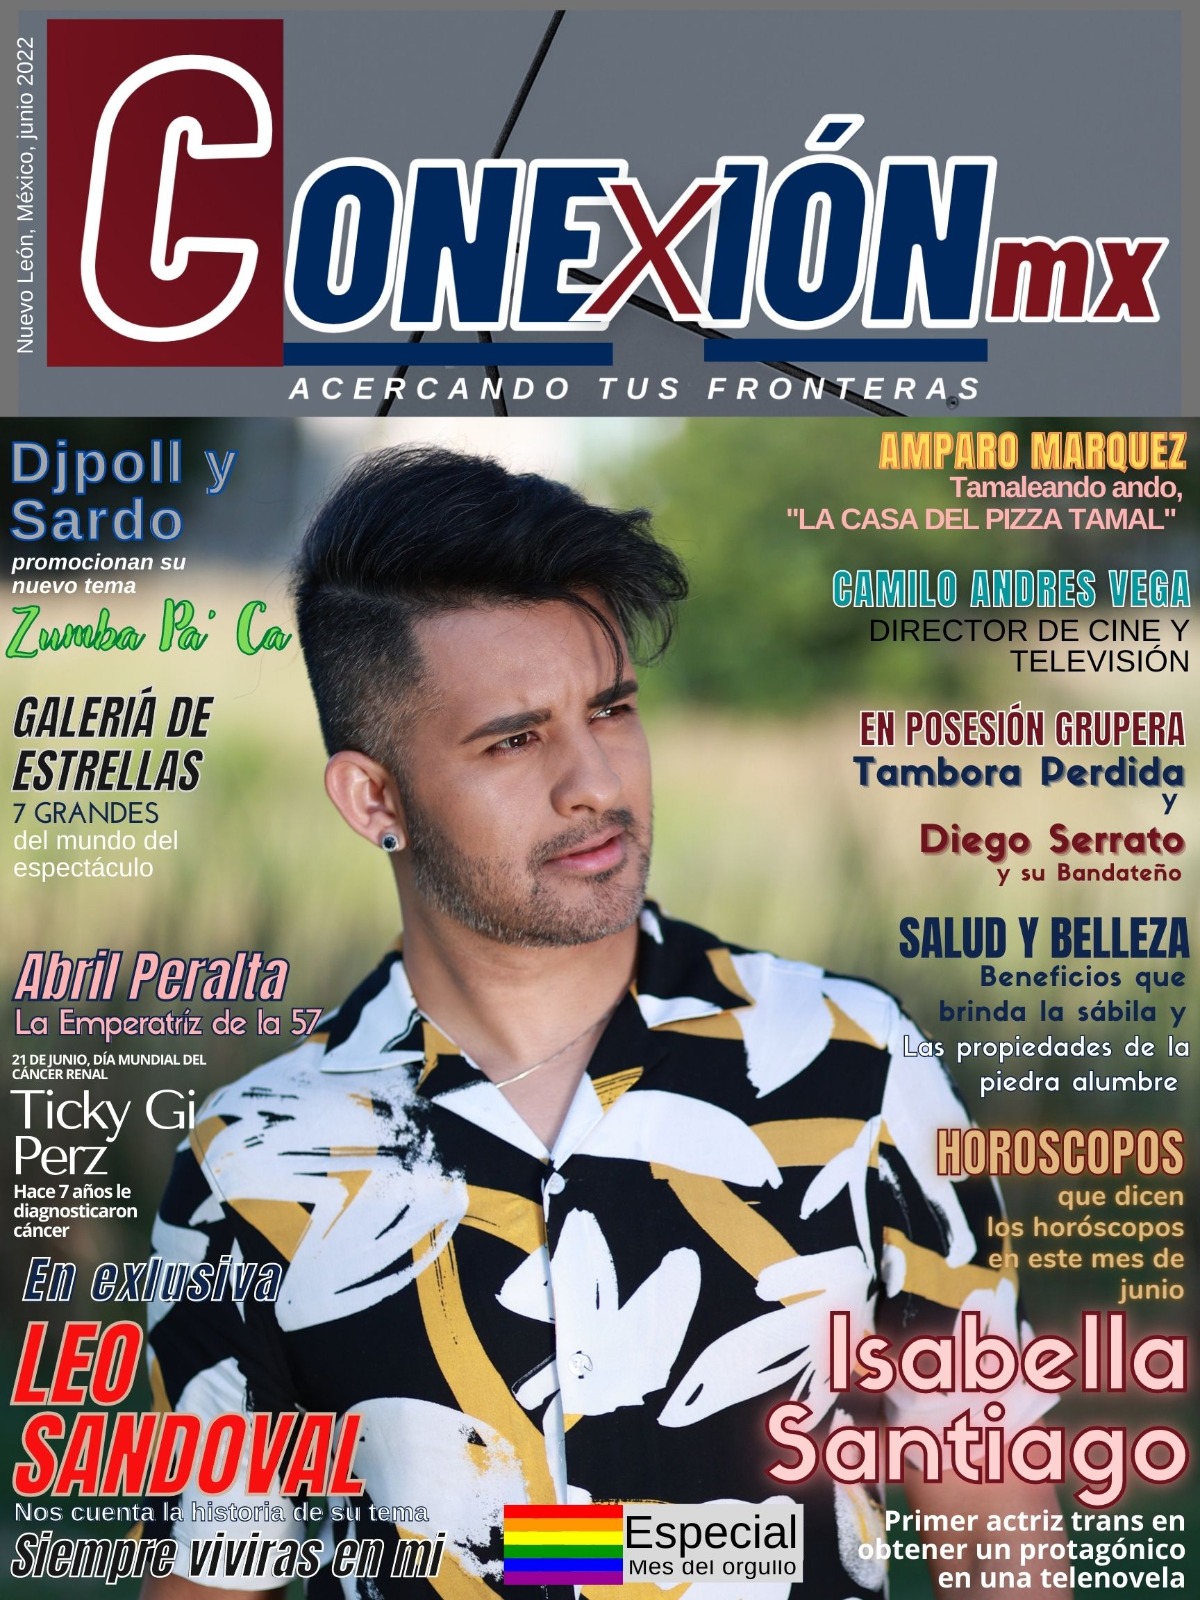 Nuevo León, México, junio 2022
CONEXIÓN mx
ACERCANDO TUS FRONTERAS
Djpoll y
Sardo
promocionan su
nuevo tema
Zumba Pa' Ca
GALERIÁ DE
ESTRELLAS
7 GRANDES
del mundo del
espectáculo
Abril Peralta
La Emperatríz de la 57
21 DE JUNIO, DÍA MUNDIAL DEL
CÁNCER RENAL
Ticky Gi
Perz
Hace 7 años le
diagnosticaron
cáncer
En exlusiva
LEO
SANDOVAL
Nos cuenta la historia de su tema
Siempre viviras en mi
AMPARO MARQUEZ
Tamaleando ando,
"LA CASA DEL PIZZA TAMAL"
CAMILO ANDRES VEGA
DIRECTOR DE CINE Y
TELEVISIÓN
EN POSESIÓN GRUPERA
Tambora Perdida
y
Diego Serrato
y su Bandateño
SALUD Y BELLEZA
Beneficios que
brinda la sábila y
Las propiedades de la
piedra alumbre
HOROSCOPOS
que dicen
los horóscopos
en este mes de
junio
Isabella
Santiago
Primer actriz trans en
obtener un protagónico
en una telenovela
Especial
Mes del orgullo